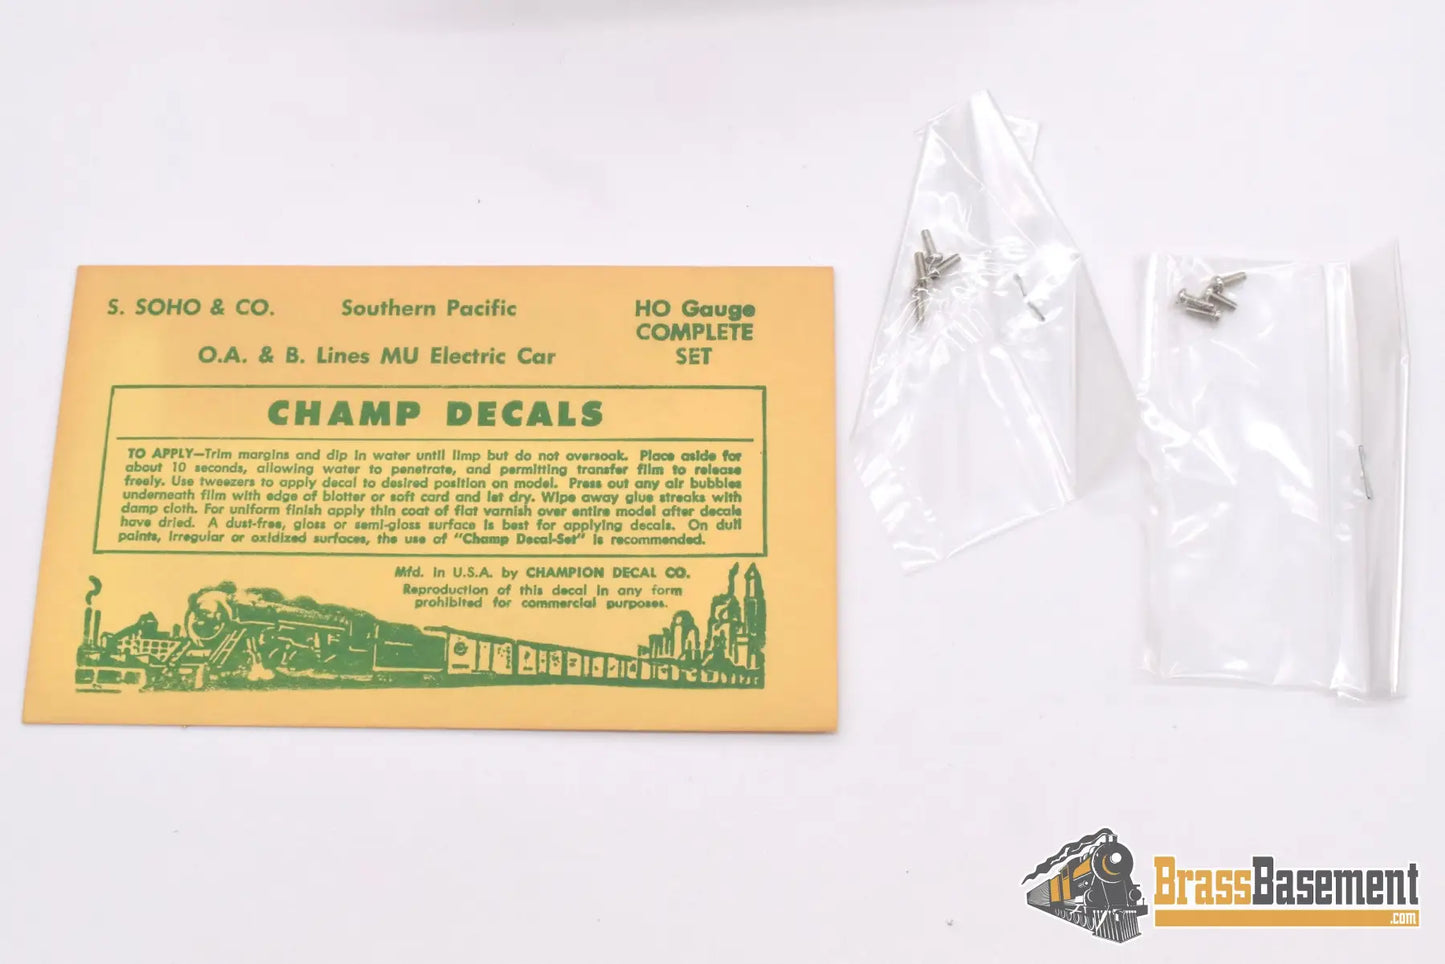 S. SOHO & CO. Southern Pacific HO Gauge
COMPLETE
O.A. & B. Lines MU Electric Car SET
CHAMP DECALS
TO APPLY—Trim margins and dip in water until limp but do not oversoak. Place aside for
about 10 seconds, allowing water to penetrate, and permitting transfer film to release
freely. Use tweezers to apply decal to desired position on model. Press out any air bubbles
underneath film with edge of blotter or soft card and let dry. Wipe away glue streaks with
damp cloth. For uniform finish apply thin coat of flat varnish over entire model after decals
have dried. A dust-free, gloss or semi-gloss surface is best for applying decals. On dull
paints, irregular or oxidized surfaces, the use of "Champ Decal-Set" is recommended.
Mfd. in U.S.A. by CHAMPION DECAL CO.
Reproduction of this decal in any form
prohibited for commercial purposes.
BrassBasement
.com